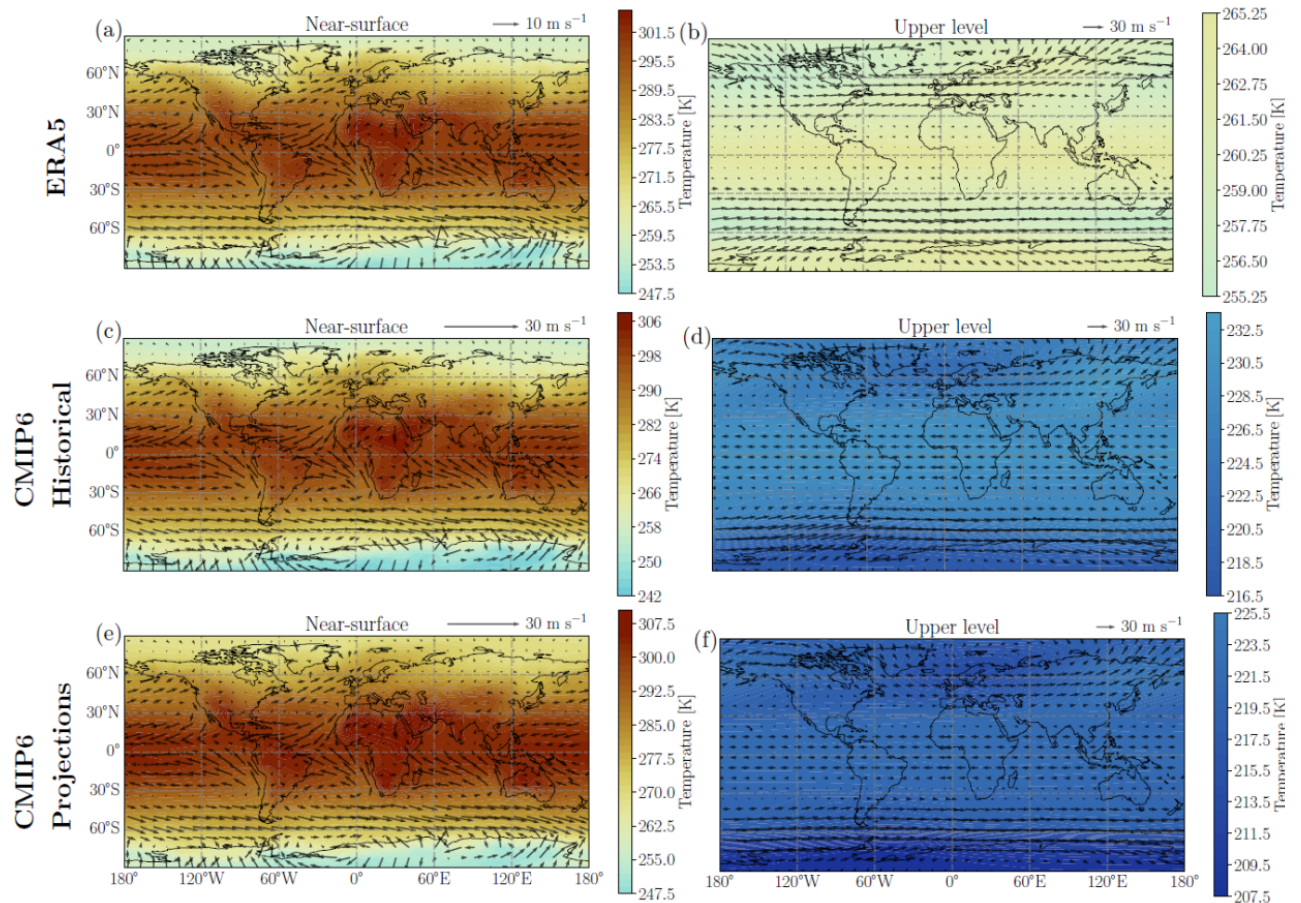 (a) Near-surface 10 m s⁻¹
60°N
30°N
0°
30°S
60°S
301.5
295.5
289.5
283.5
277.5
271.5
265.5
259.5
253.5
247.5
Temperature [K]
ERA5
(b) Upper level 30 m s⁻¹
265.25
264.00
262.75
261.50
260.25
259.00
257.75
256.50
255.25
Temperature [K]
(c) Near-surface 30 m s⁻¹
60°N
30°N
0°
30°S
60°S
306
298
290
282
274
266
258
250
242
Temperature [K]
CMIP6
Historical
(d) Upper level 30 m s⁻¹
232.5
230.5
228.5
226.5
224.5
222.5
220.5
218.5
216.5
Temperature [K]
(e) Near-surface 30 m s⁻¹
60°N
30°N
0°
30°S
60°S
180° 120°W 60°W 0° 60°E 120°E 180°
307.5
300.0
292.5
285.0
277.5
270.0
262.5
255.0
247.5
Temperature [K]
CMIP6
Projections
(f) Upper level 30 m s⁻¹
180° 120°W 60°W 0° 60°E 120°E 180°
225.5
223.5
221.5
219.5
217.5
215.5
213.5
211.5
209.5
207.5
Temperature [K]